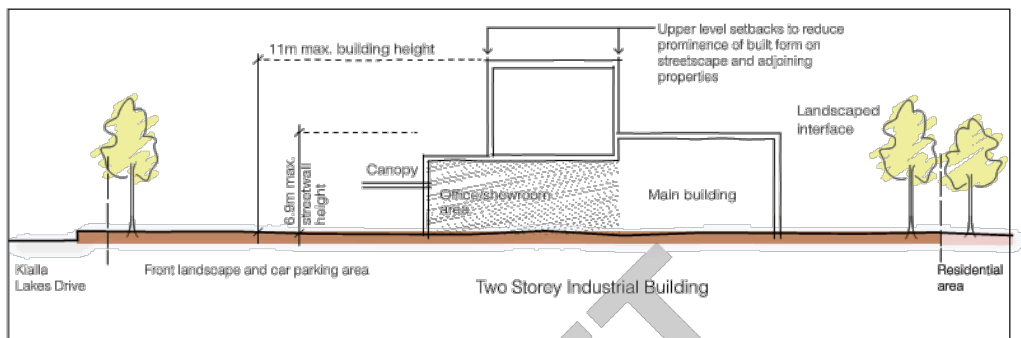 11m max. building height
Upper level setbacks to reduce
prominence of built form on
streetscape and adjoining
properties
Landscaped
interface
6.9m max.
streetwall
height
Canopy
Office/showroom
area
Main building
Kialla
Lakes Drive
Front landscape and car parking area
Two Storey Industrial Building
Residential
area